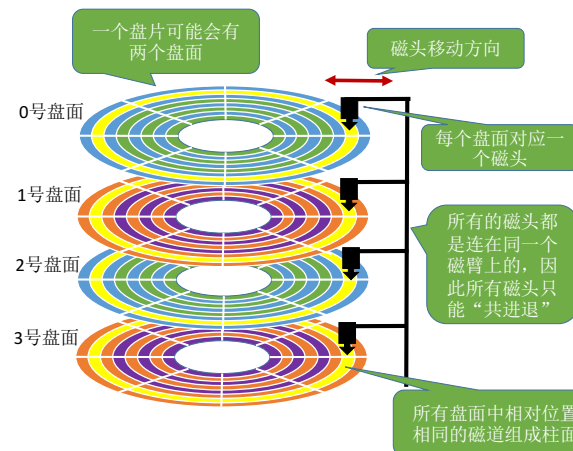 一个盘片可能会有
两个盘面
磁头移动方向
0号盘面
每个盘面对应一
个磁头
1号盘面
所有的磁头都
是连在同一个
磁臂上的，因
此所有磁头只
能“共进退”
2号盘面
3号盘面
所有盘面中相对位置
相同的磁道组成柱面